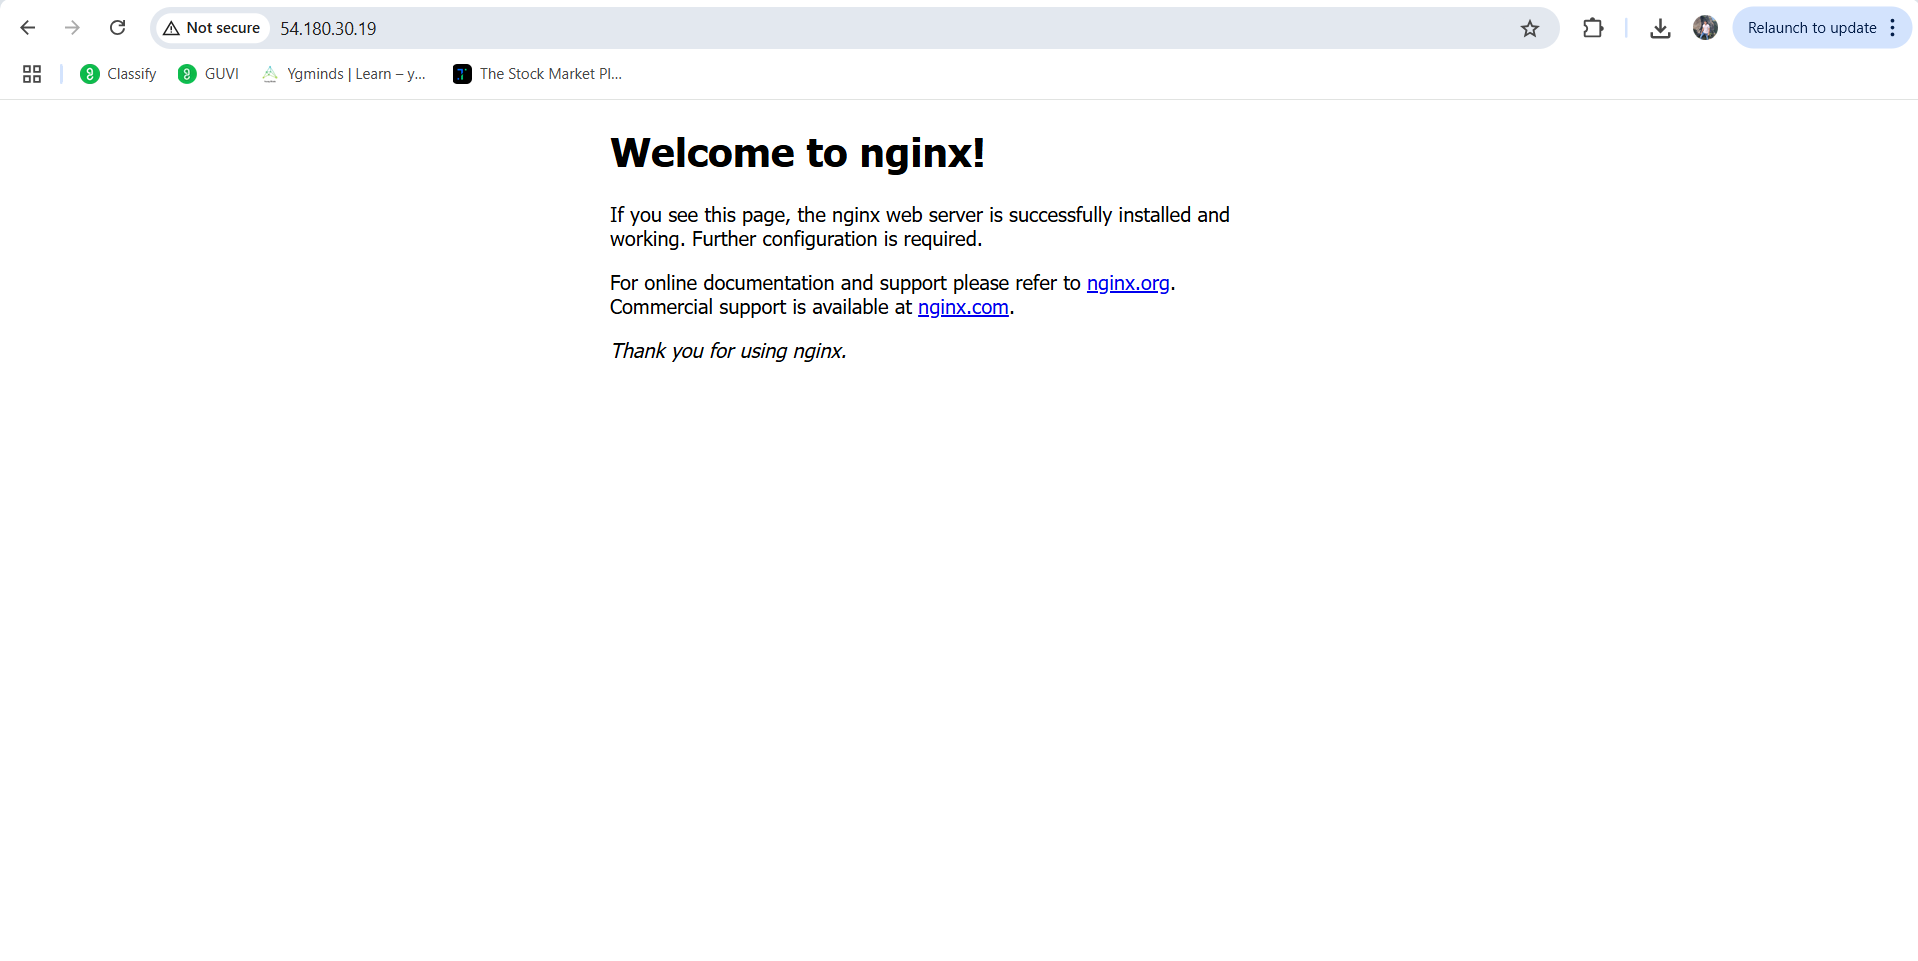 Not secure
54.180.30.19
Relaunch to update
Classify
GUVI
Ygminds | Learn – y...
The Stock Market Pl...
Welcome to nginx!
If you see this page, the nginx web server is successfully installed and
working. Further configuration is required.
For online documentation and support please refer to nginx.org.
Commercial support is available at nginx.com.
Thank you for using nginx.